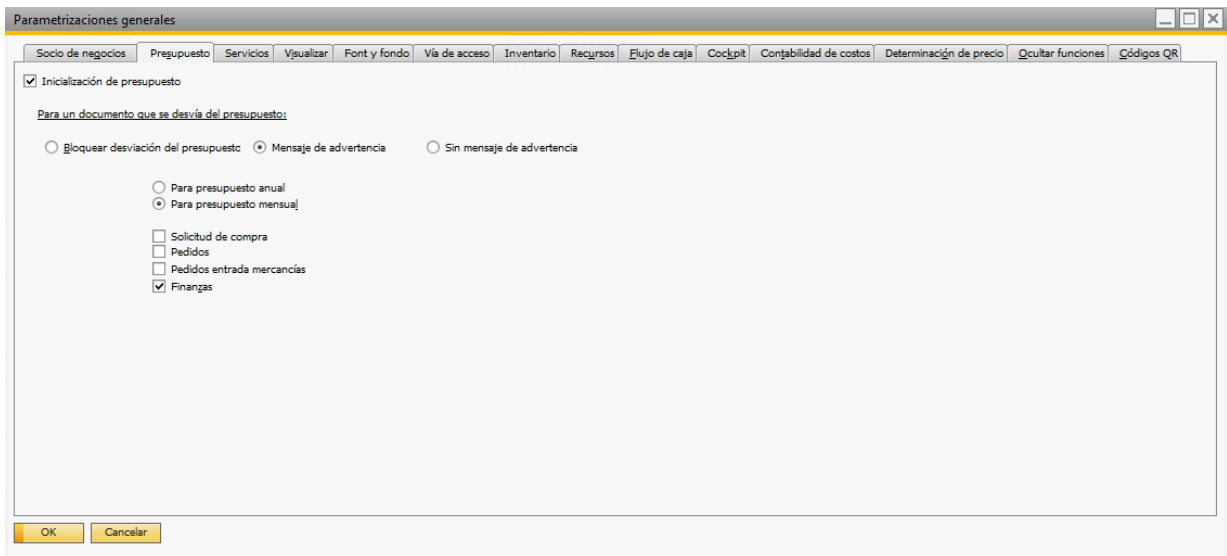 Parametrizaciones generales
Socio de negocios Presupuesto Servicios Visualizar Font y fondo Vía de acceso Inventario Recursos Flujo de caja Cockpit Contabilidad de costos Determinación de precio Ocultar funciones Códigos QR
Inicialización de presupuesto
Para un documento que se desvía del presupuesto:
Bloquear desviación del presupuesto Mensaje de advertencia Sin mensaje de advertencia
Para presupuesto anual
Para presupuesto mensual
Solicitud de compra
Pedidos
Pedidos entrada mercancías
Finanzas
OK Cancelar